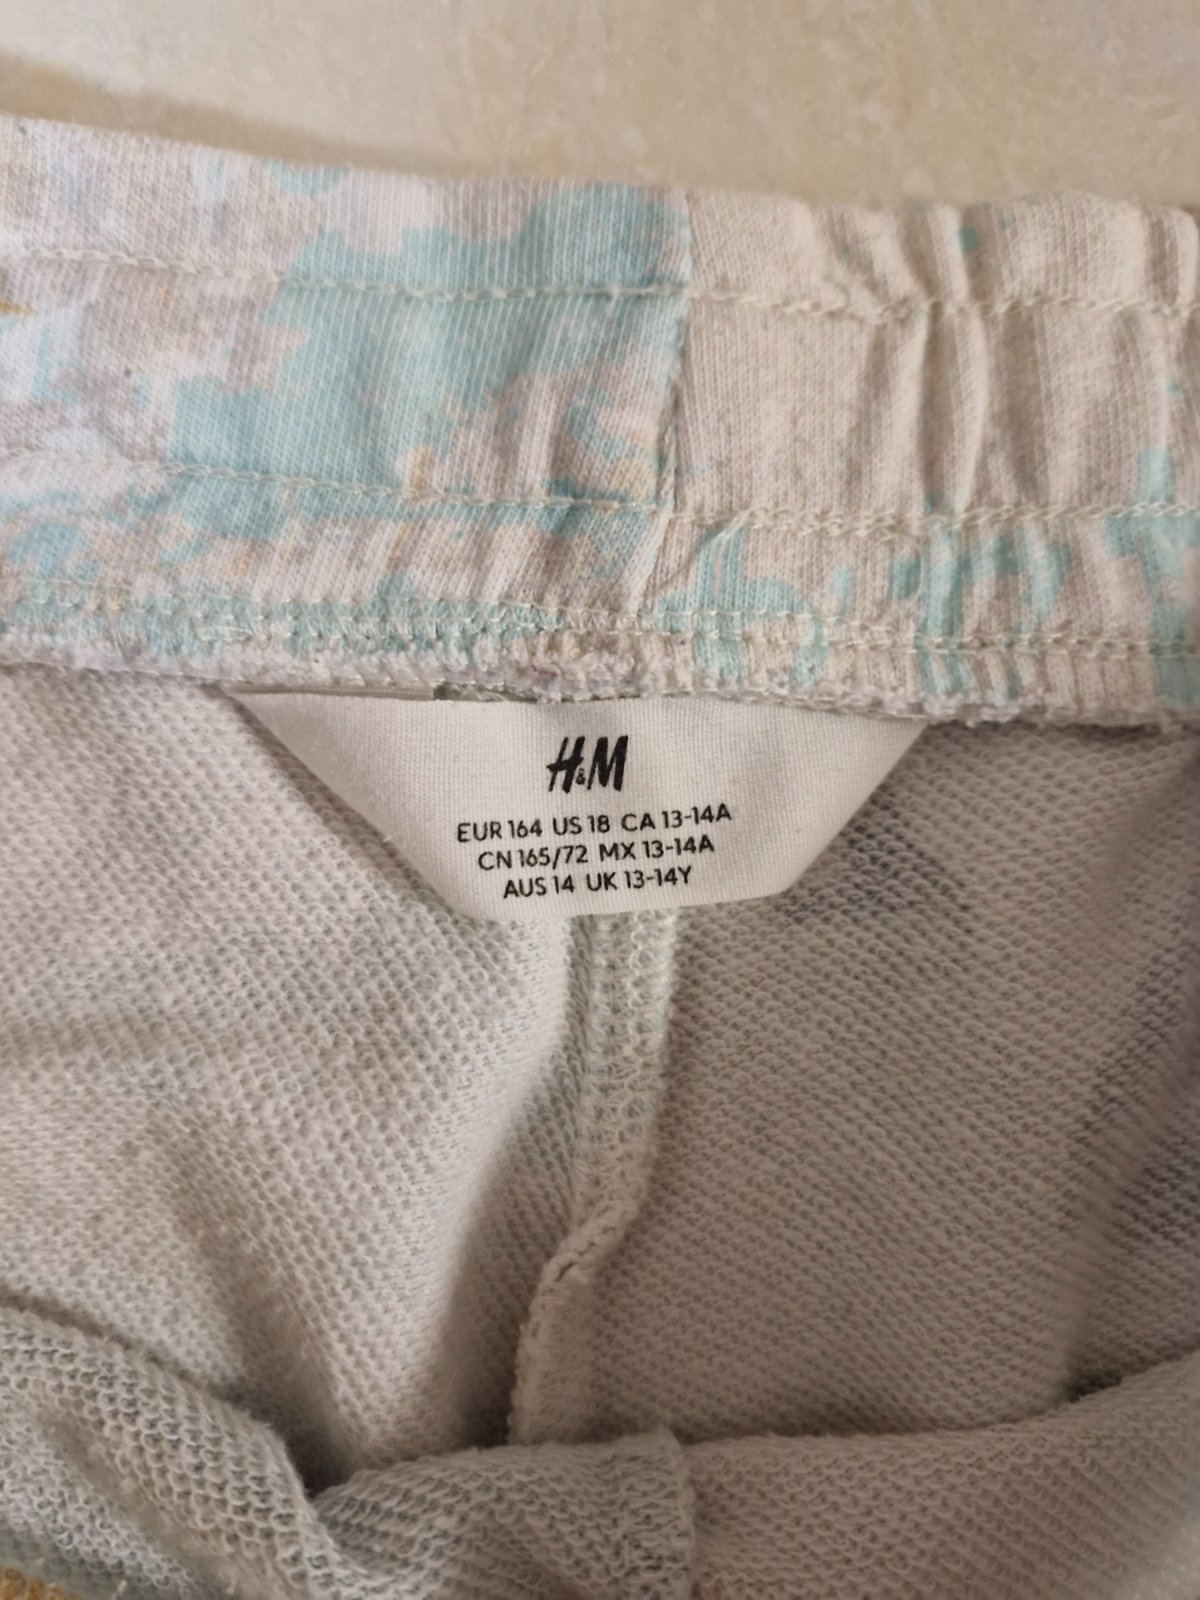 H&M
EUR 164 US 18 CA 13-14A
CN 165/72 MX 13-14A
AUS 14 UK 13-14Y